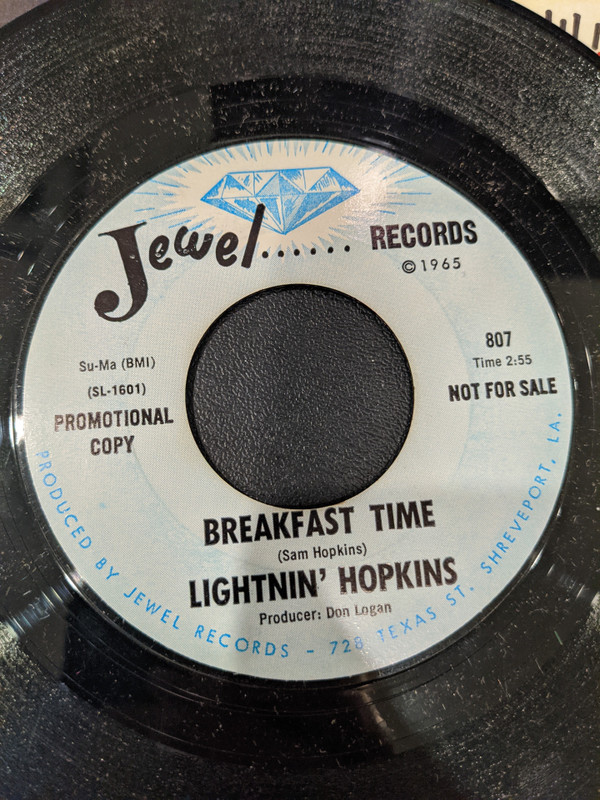 Jewel...... RECORDS
© 1965
807
Time 2:55
NOT FOR SALE
Su-Ma (BMI)
(SL-1601)
PROMOTIONAL
COPY
BREAKFAST TIME
(Sam Hopkins)
LIGHTNIN' HOPKINS
Producer: Don Logan
PRODUCED BY JEWEL RECORDS - 728 TEXAS ST. SHREVEPORT, LA.